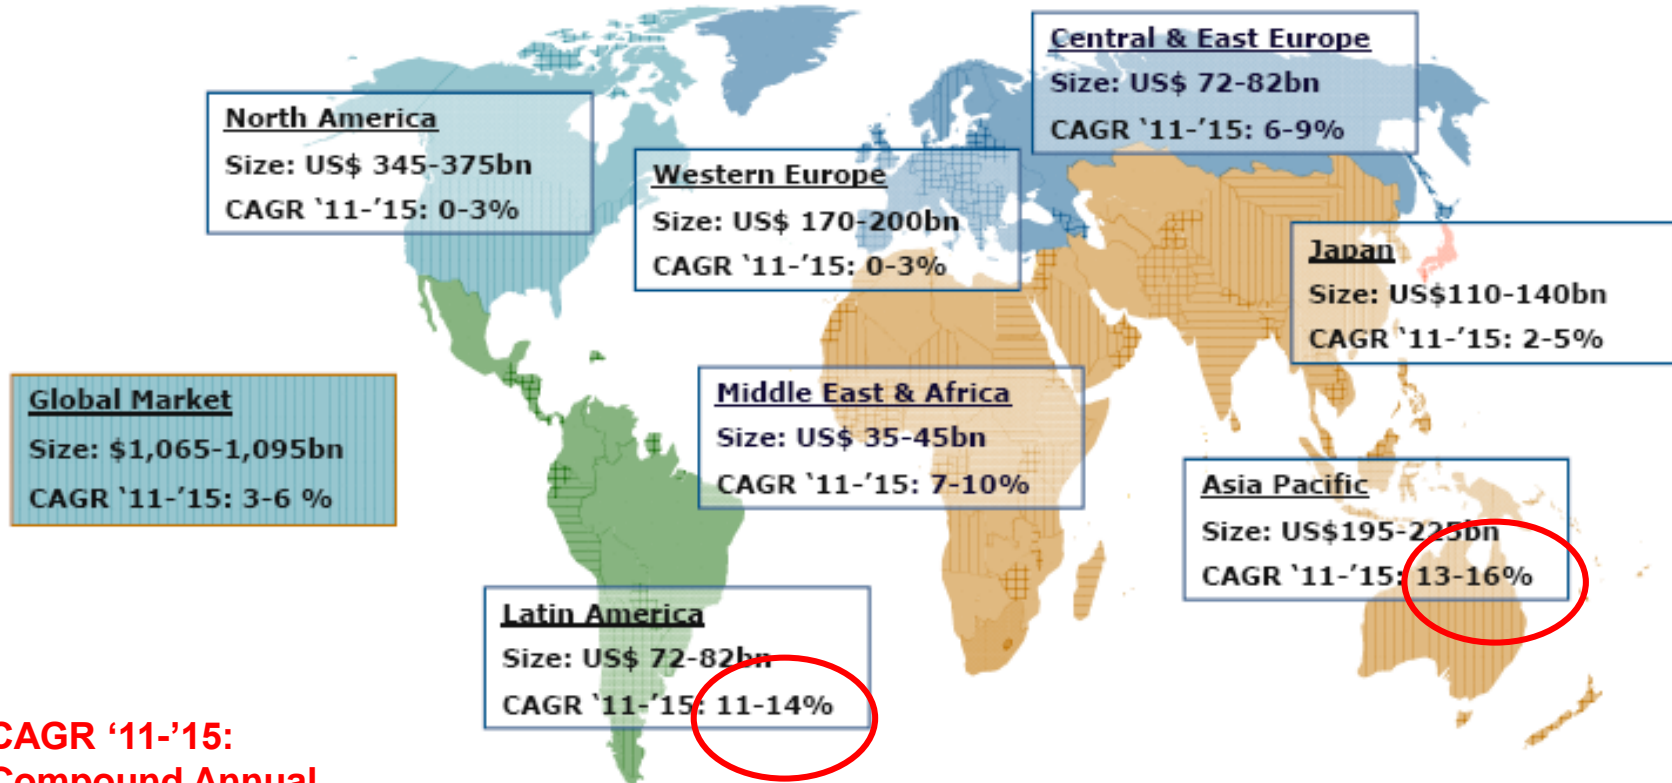 Central & East Europe
Size: US$ 72-82bn
CAGR ‘11-’15: 6-9%
North America
Size: US$ 345-375bn
CAGR ‘11-’15: 0-3%
Western Europe
Size: US$ 170-200bn
CAGR ‘11-’15: 0-3%
Japan
Size: US$110-140bn
CAGR ‘11-’15: 2-5%
Global Market
Size: $1,065-1,095bn
CAGR ‘11-’15: 3-6 %
Middle East & Africa
Size: US$ 35-45bn
CAGR ‘11-’15: 7-10%
Asia Pacific
Size: US$195-225bn
CAGR ‘11-’15: 13-16%
Latin America
Size: US$ 72-82bn
CAGR ‘11-’15: 11-14%
CAGR ‘11-’15:
Compound Annual